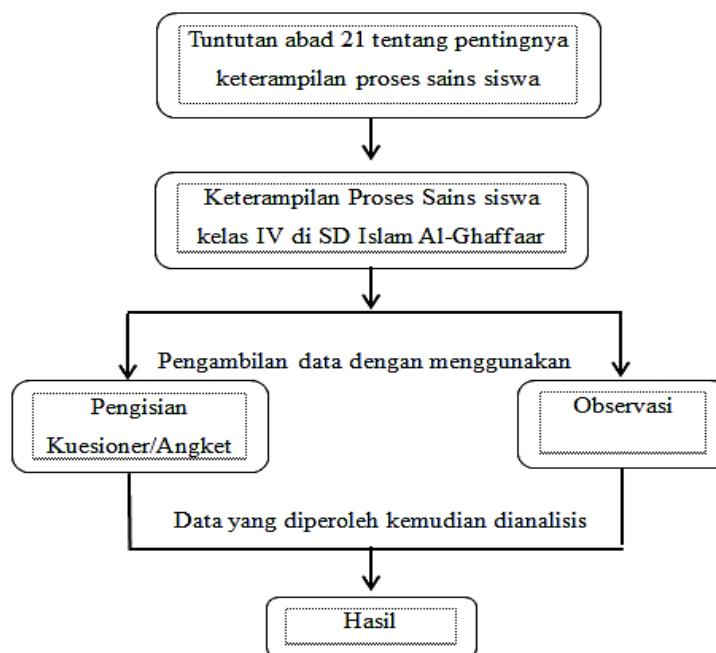 Tuntutan abad 21 tentang pentingnya
keterampilan proses sains siswa
Keterampilan Proses Sains siswa
kelas IV di SD Islam Al-Ghaffaar
Pengambilan data dengan menggunakan
Pengisian
Kuesioner/Angket
Observasi
Data yang diperoleh kemudian dianalisis
Hasil